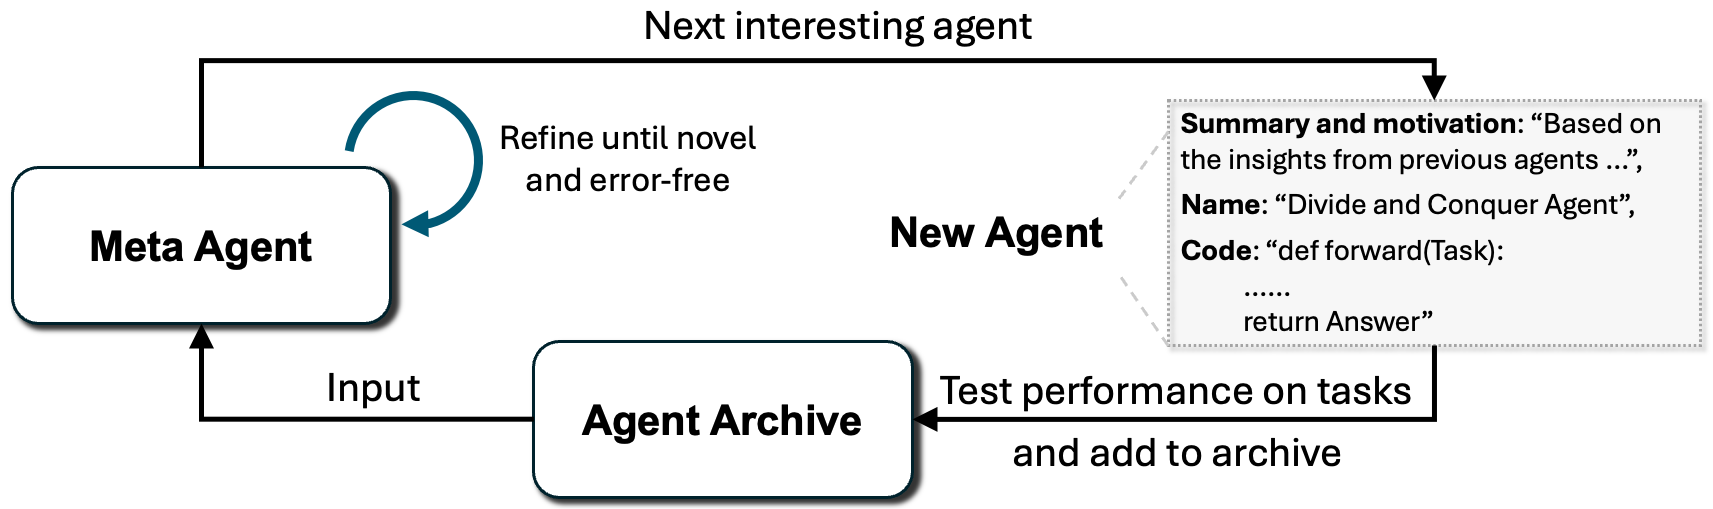 Next interesting agent
Refine until novel
and error-free
Meta Agent
New Agent
Summary and motivation: “Based on
the insights from previous agents ...”,
Name: “Divide and Conquer Agent”,
Code: “def forward(Task):
......
return Answer”
Input
Agent Archive
Test performance on tasks
and add to archive